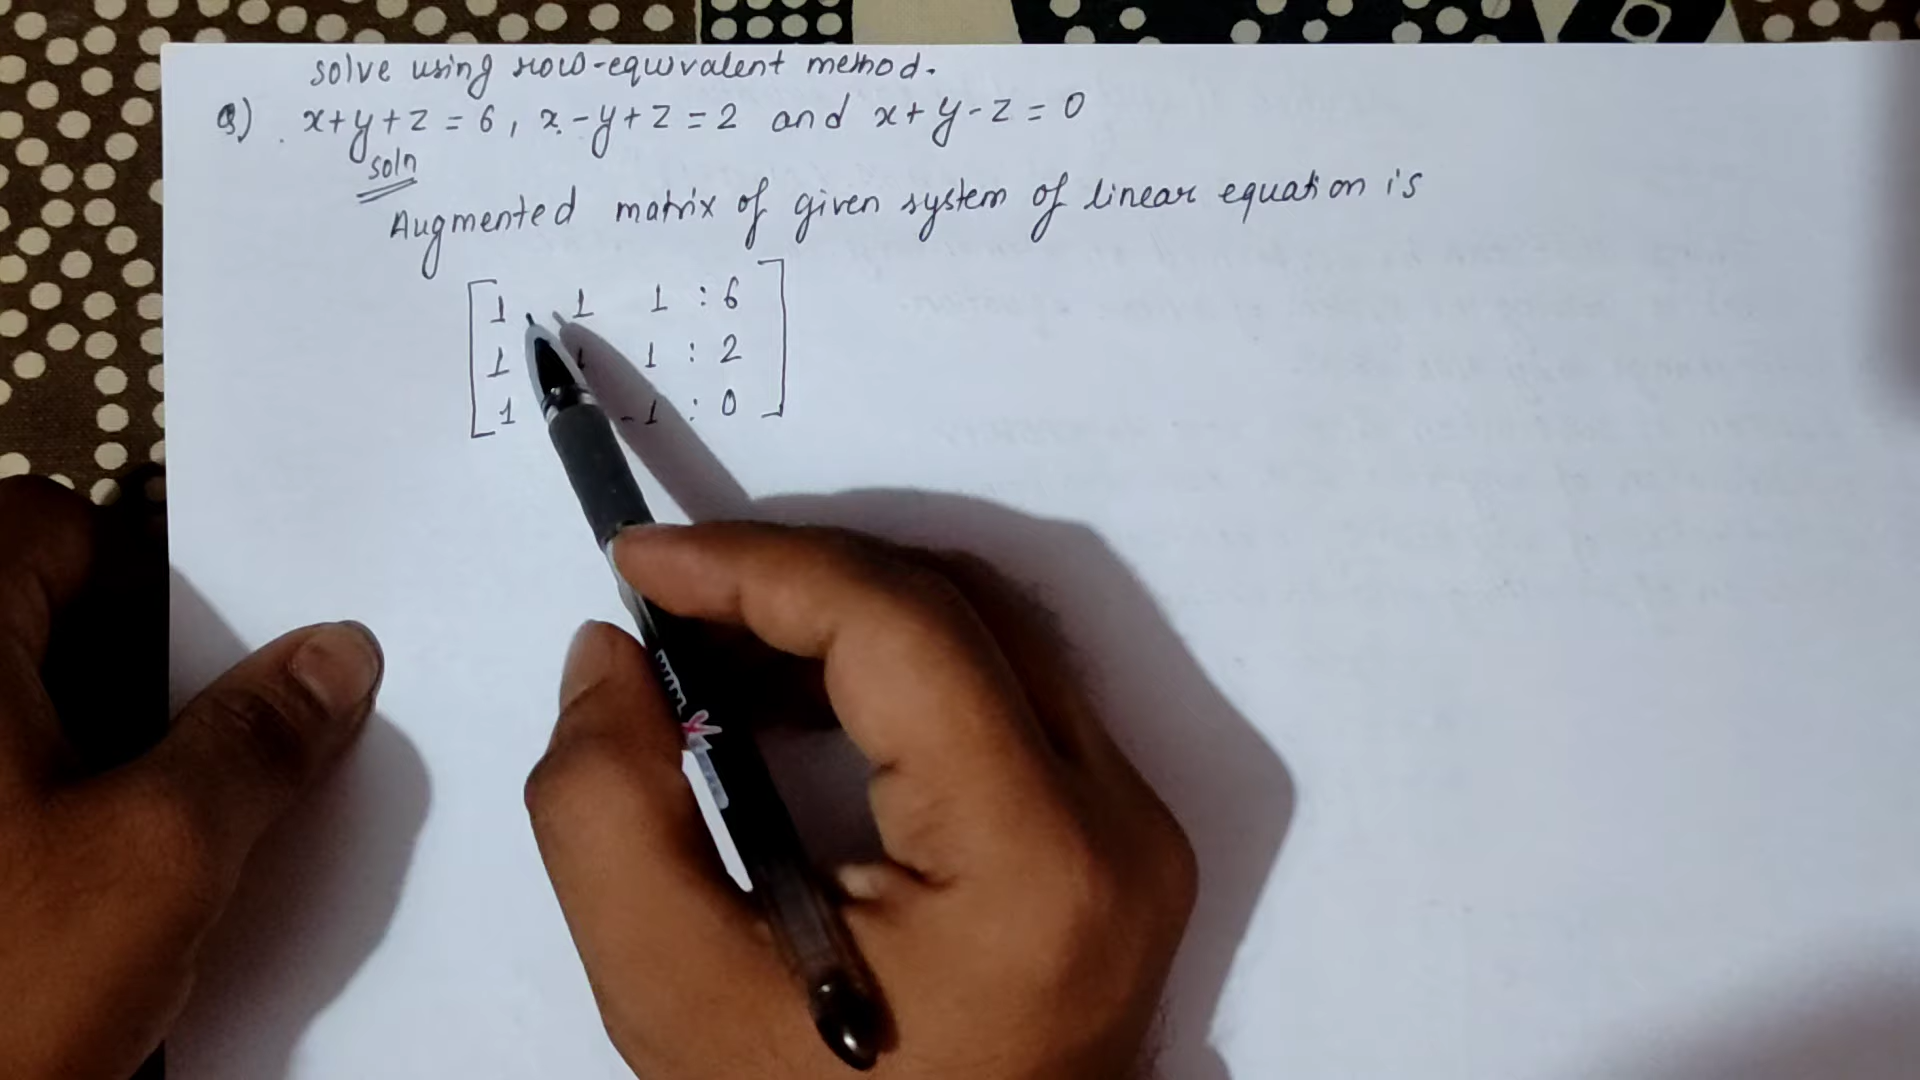 solve using row-equivalent method.
Q) x+y+z = 6, x-y+z = 2 and x+y-z = 0
soln
Augmented matrix of given system of linear equation is
1 1 1 : 6
1 1 1 : 2
1 -1 : 0